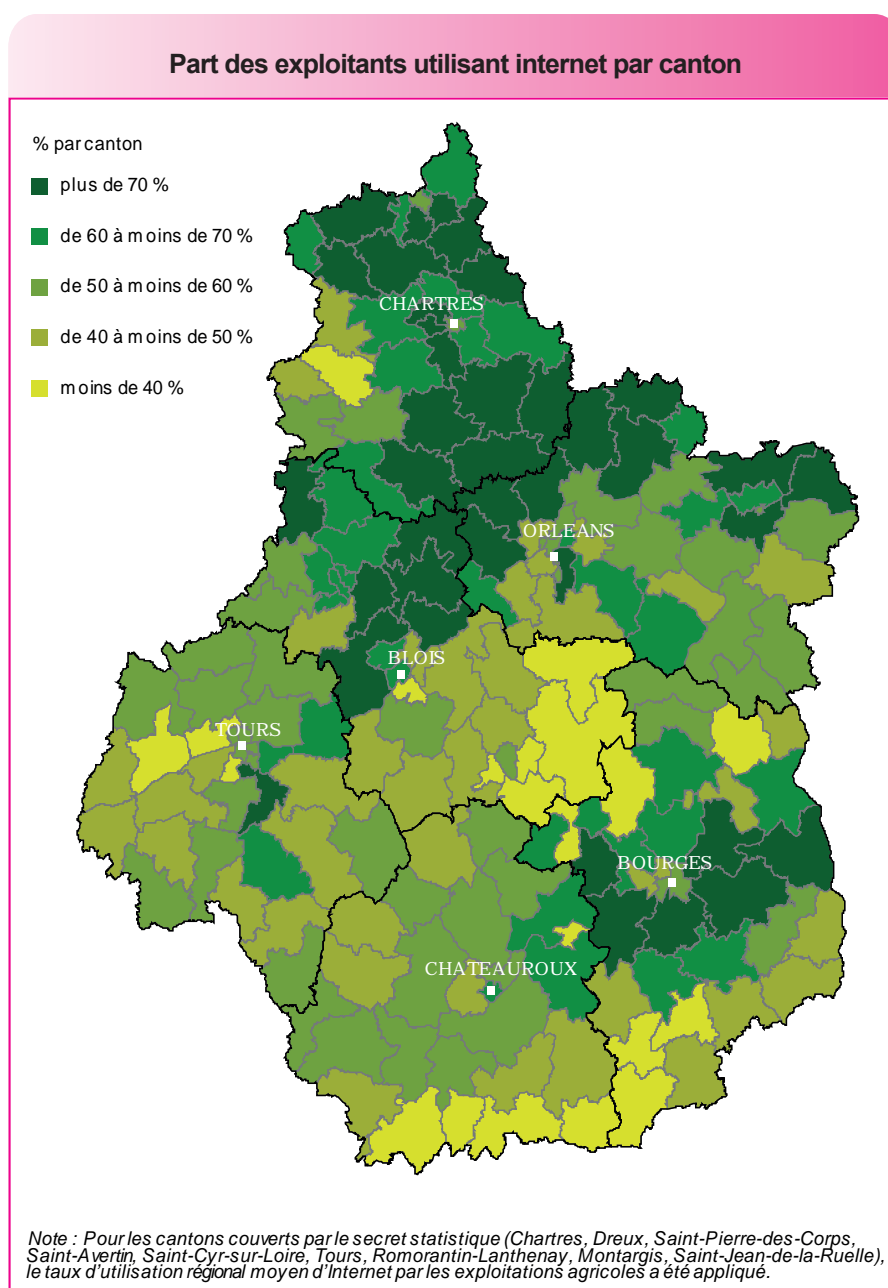 Part des exploitants utilisant internet par canton
% par canton
plus de 70 %
de 60 à moins de 70 %
de 50 à moins de 60 %
de 40 à moins de 50 %
moins de 40 %
CHARTRES
ORLEANS
BLOIS
TOURS
BOURGES
CHATEAUROUX
Note : Pour les cantons couverts par le secret statistique (Chartres, Dreux, Saint-Pierre-des-Corps,
Saint-Avertin, Saint-Cyr-sur-Loire, Tours, Romorantin-Lanthenay, Montargis, Saint-Jean-de-la-Ruelle),
le taux d'utilisation régional moyen d'Internet par les exploitations agricoles a été appliqué.